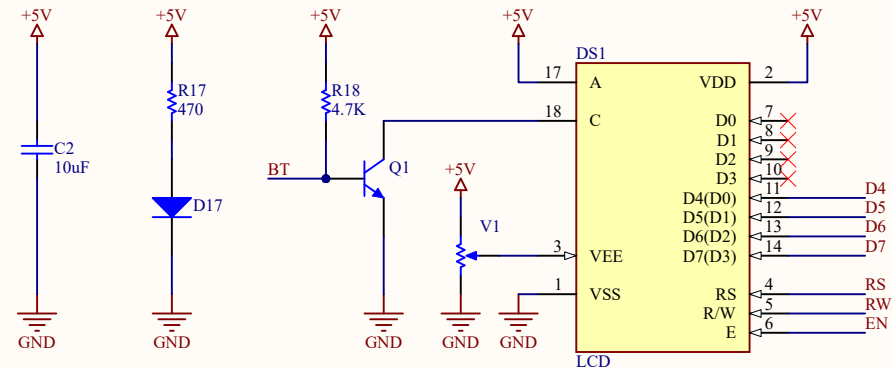 +5V
+5V
+5V
+5V
+5V
DS1
17
A
VDD
2
R17
470
R18
4.7K
18
C
D0
7
D1
8
C2
10uF
BT
Q1
D2
9
+5V
D3
10
D17
D4(D0)
11
D4
D5(D1)
12
D5
V1
D6(D2)
13
D6
3
VEE
D7(D3)
14
D7
1
VSS
RS
4
RS
R/W
5
RW
E
6
EN
GND
GND
GND
GND
GND
LCD